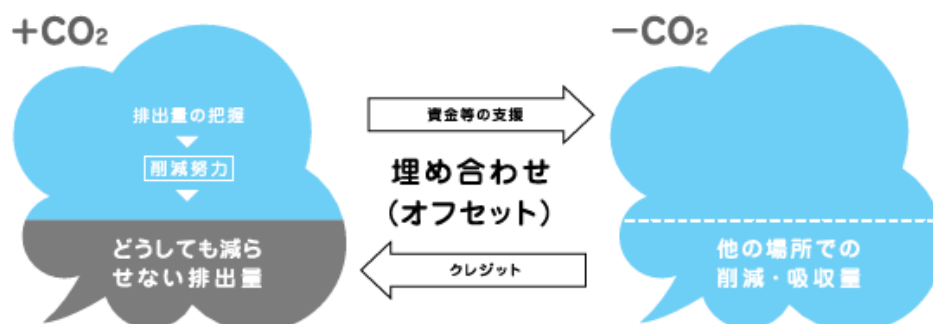 +CO₂
排出量の把握
削減努力
どうしても減ら
せない排出量
資金等の支援
埋め合わせ
(オフセット)
クレジット
-CO₂
他の場所での
削減・吸収量